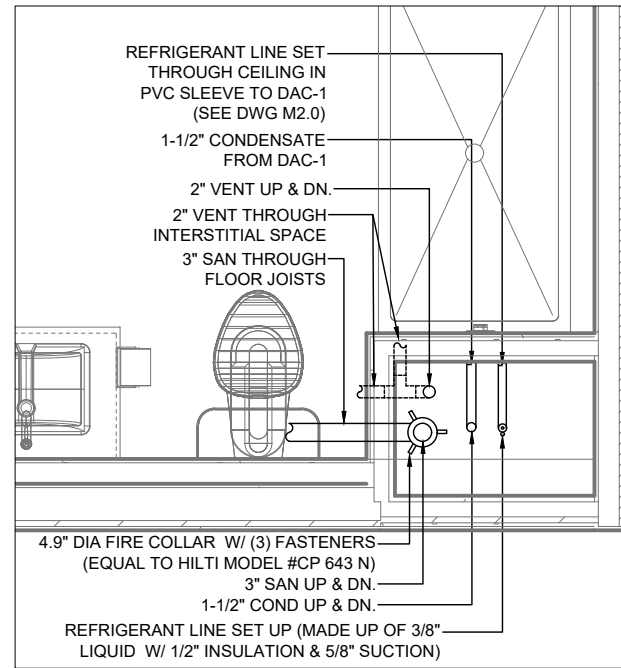 REFRIGERANT LINE SET
THROUGH CEILING IN
PVC SLEEVE TO DAC-1
(SEE DWG M2.0)
1-1/2" CONDENSATE
FROM DAC-1
2" VENT UP & DN.
2" VENT THROUGH
INTERSTITIAL SPACE
3" SAN THROUGH
FLOOR JOISTS
4.9" DIA FIRE COLLAR W/ (3) FASTENERS
(EQUAL TO HILTI MODEL #CP 643 N)
3" SAN UP & DN.
1-1/2" COND UP & DN.
REFRIGERANT LINE SET UP (MADE UP OF 3/8"
LIQUID W/ 1/2" INSULATION & 5/8" SUCTION)